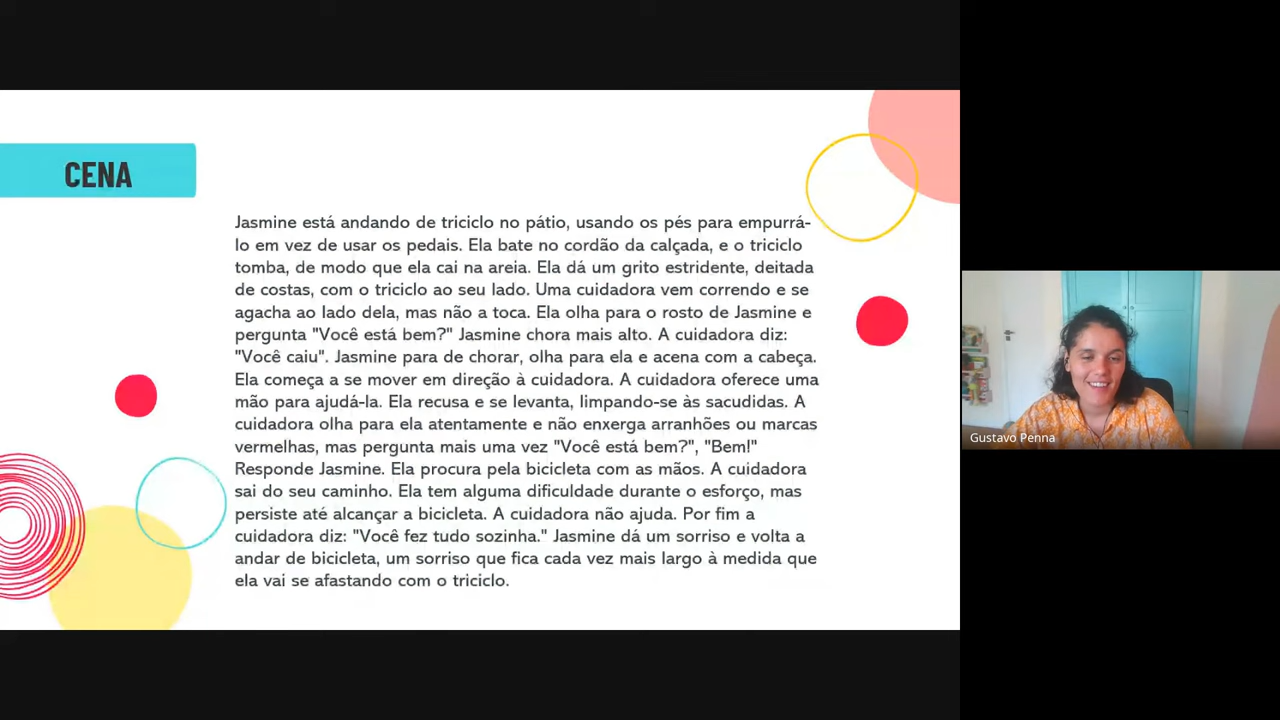 CENA
Jasmine está andando de triciclo no pátio, usando os pés para empurrá-
lo em vez de usar os pedais. Ela bate no cordão da calçada, e o triciclo
tomba, de modo que ela cai na areia. Ela dá um grito estridente, deitada
de costas, com o triciclo ao seu lado. Uma cuidadora vem correndo e se
agacha ao lado dela, mas não a toca. Ela olha para o rosto de Jasmine e
pergunta "Você está bem?" Jasmine chora mais alto. A cuidadora diz:
"Você caiu". Jasmine para de chorar, olha para ela e acena com a cabeça.
Ela começa a se mover em direção à cuidadora. A cuidadora oferece uma
mão para ajudá-la. Ela recusa e se levanta, limpando-se às sacudidas. A
cuidadora olha para ela atentamente e não enxerga arranhões ou marcas
vermelhas, mas pergunta mais uma vez "Você está bem?", "Bem!"
Responde Jasmine. Ela procura pela bicicleta com as mãos. A cuidadora
sai do seu caminho. Ela tem alguma dificuldade durante o esforço, mas
persiste até alcançar a bicicleta. A cuidadora não ajuda. Por fim a
cuidadora diz: "Você fez tudo sozinha." Jasmine dá um sorriso e volta a
andar de bicicleta, um sorriso que fica cada vez mais largo à medida que
ela vai se afastando com o triciclo.
Gustavo Penna